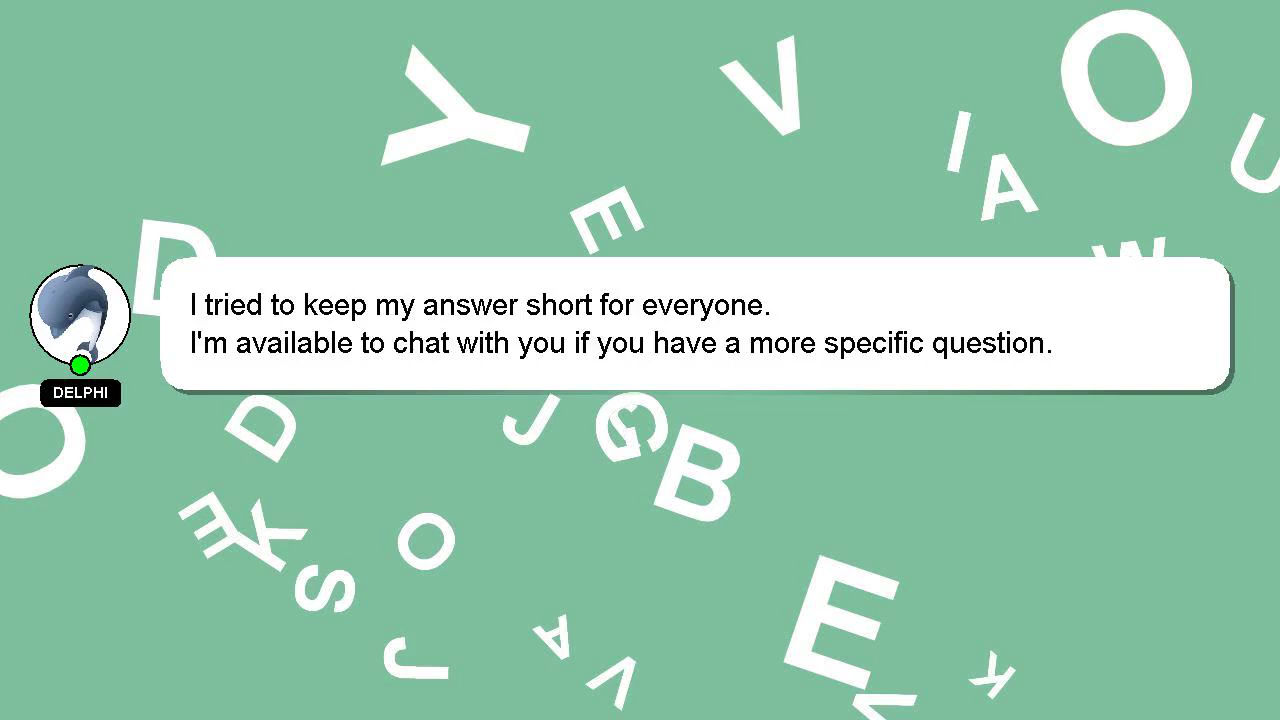 Y
V
O
I
A
U
E
D
W
I tried to keep my answer short for everyone.
I'm available to chat with you if you have a more specific question.
DELPHI
O
D
J
G
B
E
K
O
S
E
J
A
V
K
V